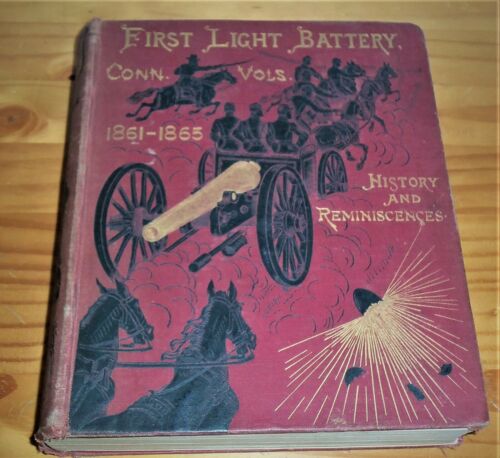 FIRST LIGHT BATTERY,
CONN. VOLS.
1861-1865
HISTORY
AND
REMINISCENCES.